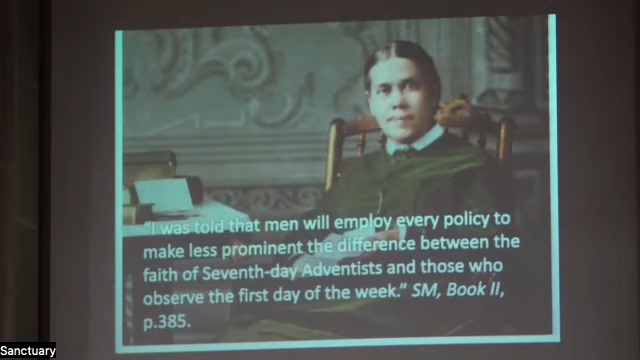 "I was told that men will employ every policy to
make less prominent the difference between the
faith of Seventh-day Adventists and those who
observe the first day of the week." SM, Book II,
p.385.
Sanctuary